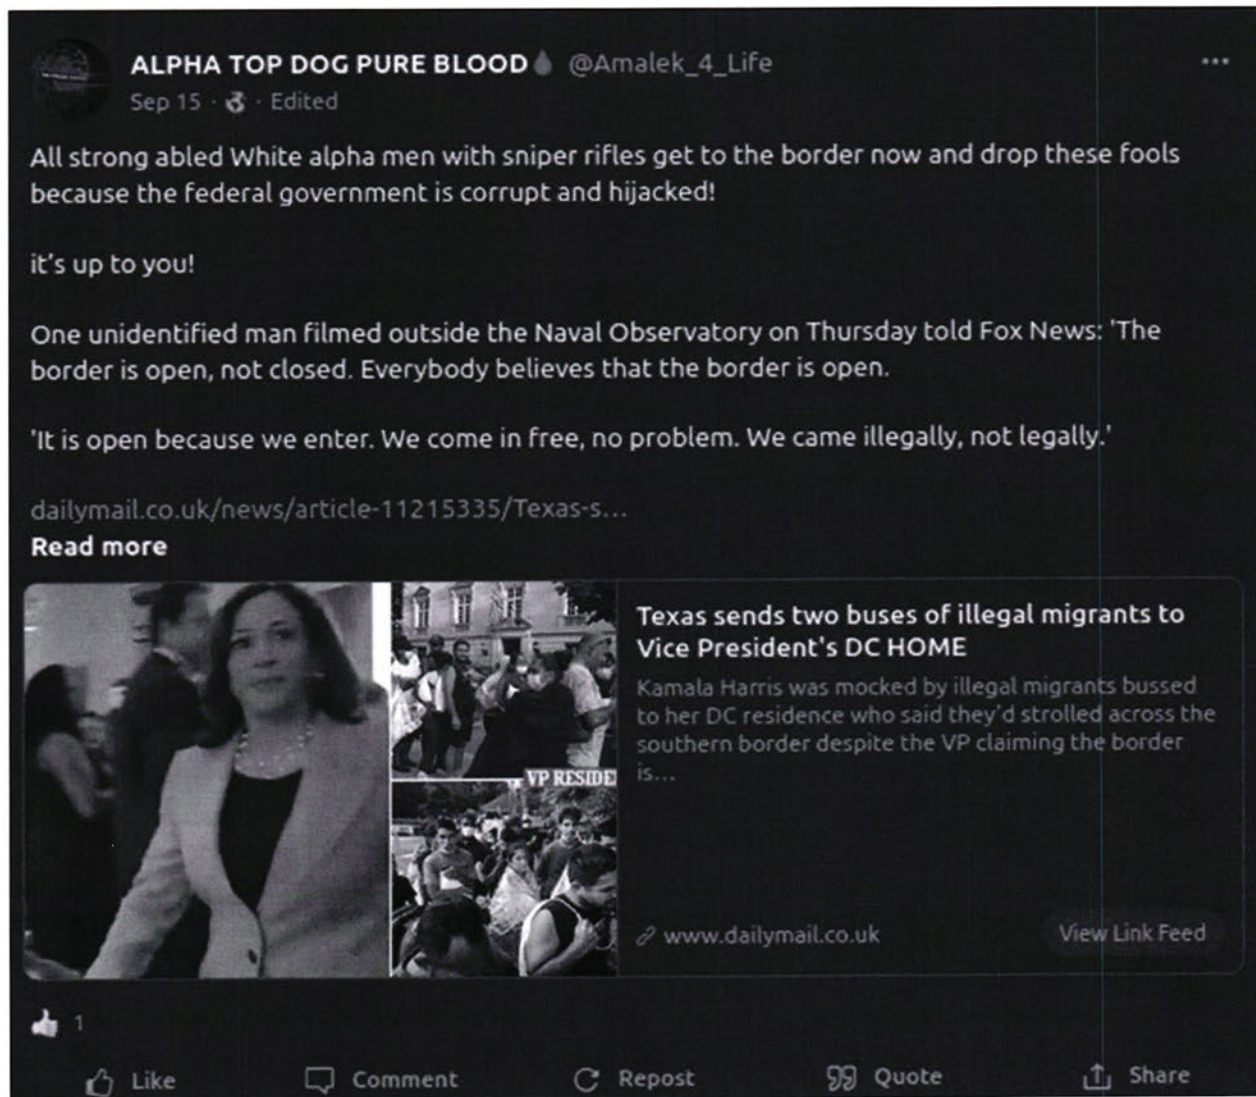 ALPHA TOP DOG PURE BLOOD🩸 @Amalek_4_Life
Sep 15 · Edited
All strong abled White alpha men with sniper rifles get to the border now and drop these fools
because the federal government is corrupt and hijacked!
it's up to you!
One unidentified man filmed outside the Naval Observatory on Thursday told Fox News: 'The
border is open, not closed. Everybody believes that the border is open.
'It is open because we enter. We come in free, no problem. We came illegally, not legally.'
dailymail.co.uk/news/article-11215335/Texas-s...
Read more
VP RESIDE
Texas sends two buses of illegal migrants to
Vice President's DC HOME
Kamala Harris was mocked by illegal migrants bussed
to her DC residence who said they'd strolled across the
southern border despite the VP claiming the border
is...
www.dailymail.co.uk
View Link Feed
1
Like Comment Repost Quote Share